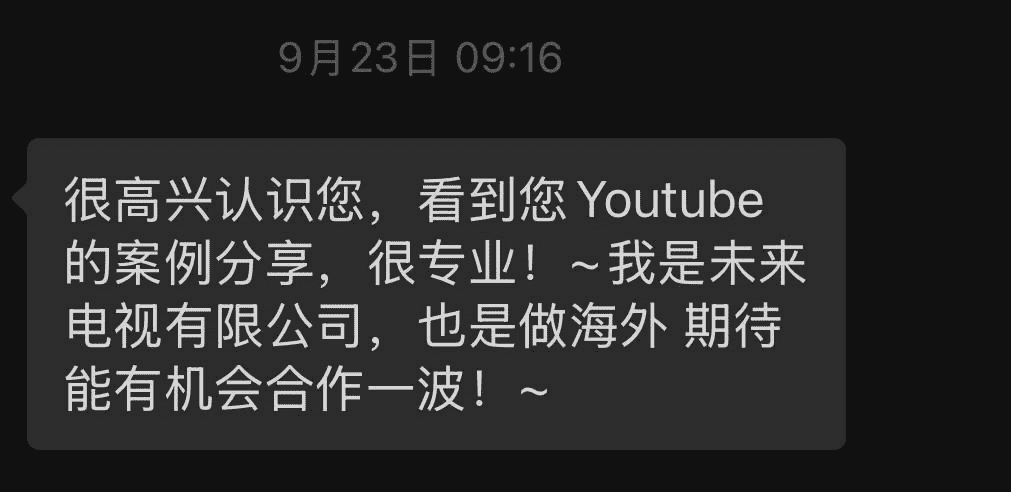 9月23日 09:16
很高兴认识您，看到您 Youtube
的案例分享，很专业！~我是未来
电视有限公司，也是做海外 期待
能有机会合作一波！~